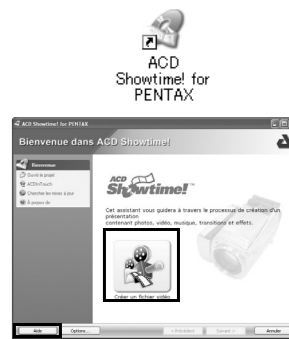 ACD
Showtime! for
PENTAX
ACD Showtime! for PENTAX
Bienvenue dans ACD Showtime!
Bienvenue
Ouvrir le projet
ACDInTouch
Chercher les mises à jour
À propos de
ACD
Showtime!™
Cet assistant vous guidera à travers le processus de création d'un
présentation
contenant photos, vidéo, musique, transitions et effets.
Créer un fichier vidéo
Aide
Options...
< Précédent
Suivant >
Annuler